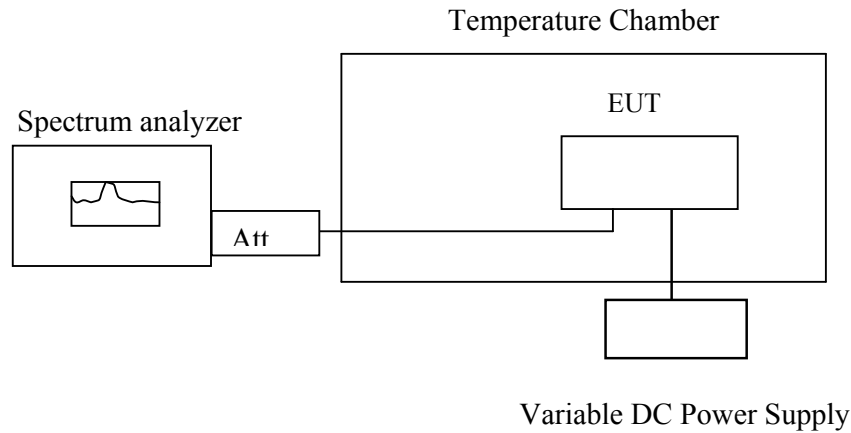 Temperature Chamber
EUT
Spectrum analyzer
Att
Variable DC Power Supply